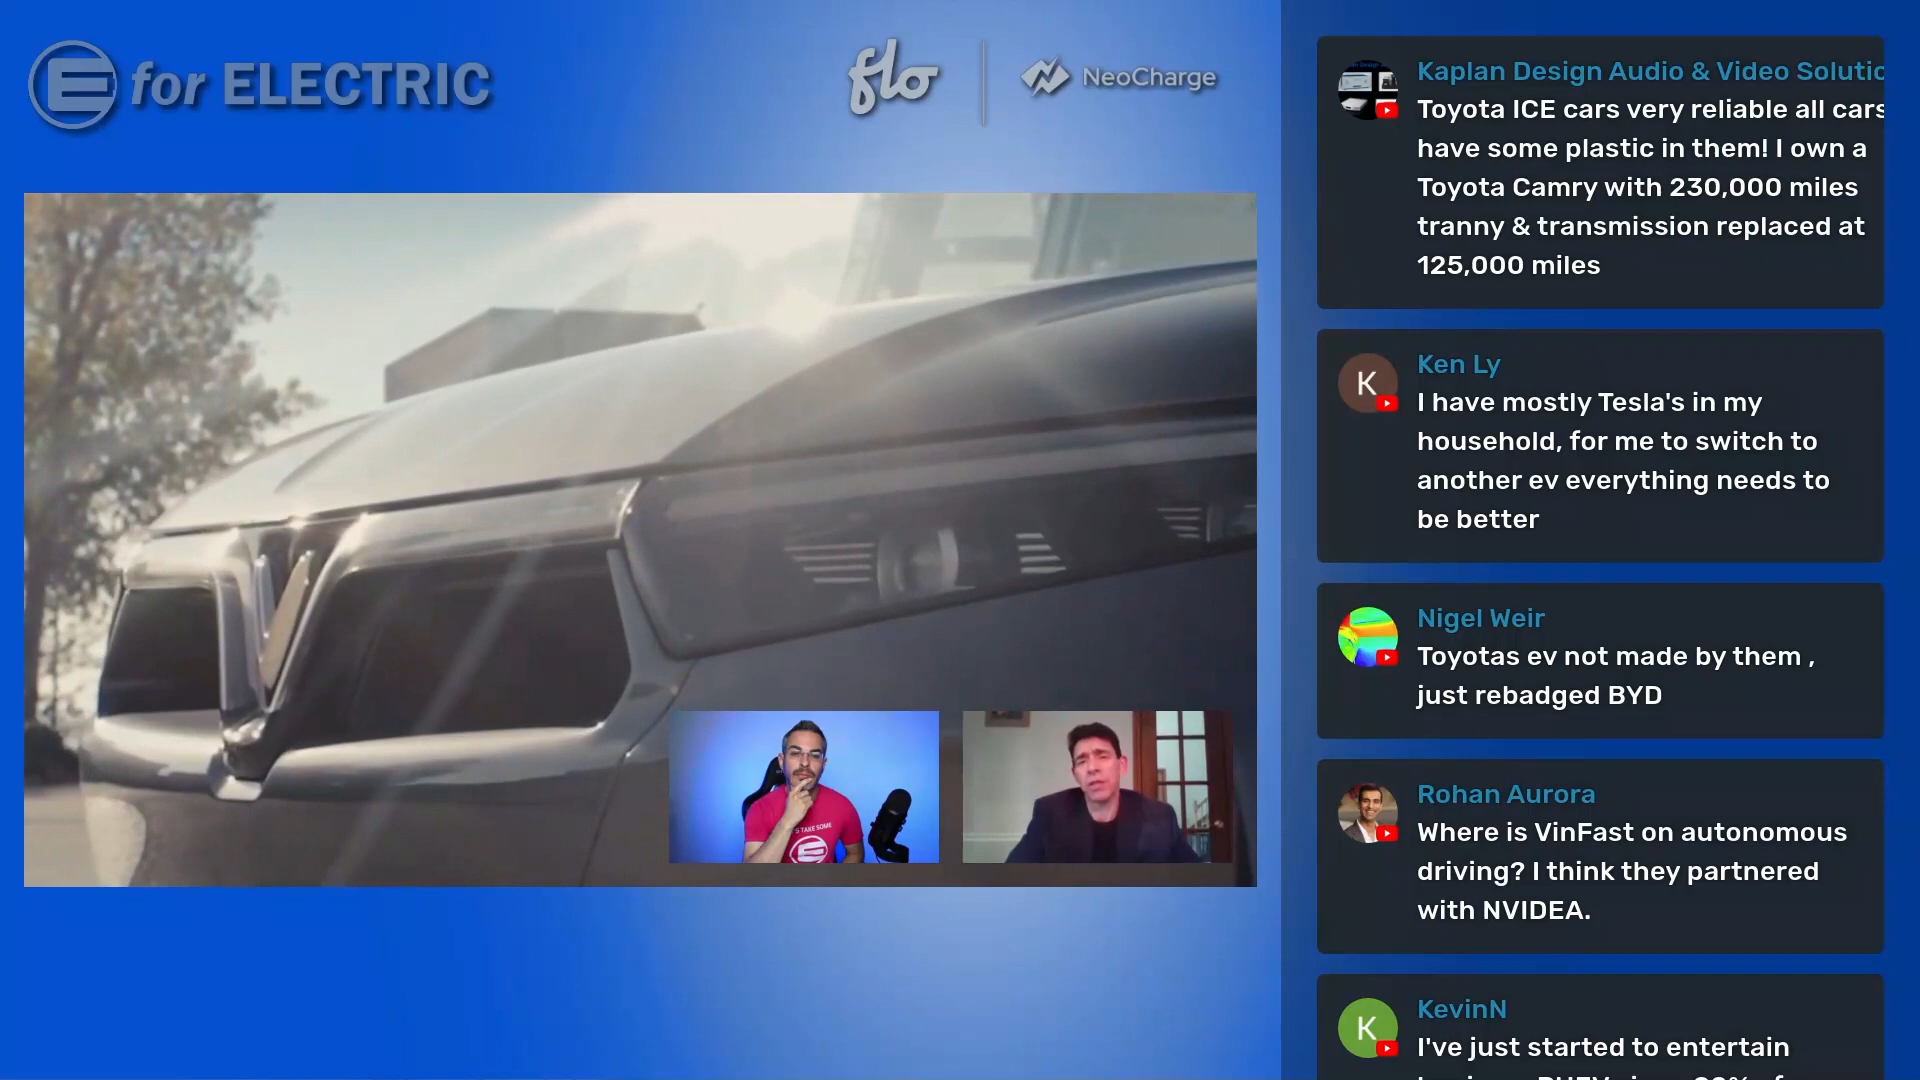 E for ELECTRIC
flo
NeoCharge
Kaplan Design Audio & Video Solutio
Toyota ICE cars very reliable all cars
have some plastic in them! I own a
Toyota Camry with 230,000 miles
tranny & transmission replaced at
125,000 miles
K
Ken Ly
I have mostly Tesla's in my
household, for me to switch to
another ev everything needs to
be better
Nigel Weir
Toyotas ev not made by them ,
just rebadged BYD
Rohan Aurora
Where is VinFast on autonomous
driving? I think they partnered
with NVIDEA.
K
KevinN
I've just started to entertain
TAKE SOME
E